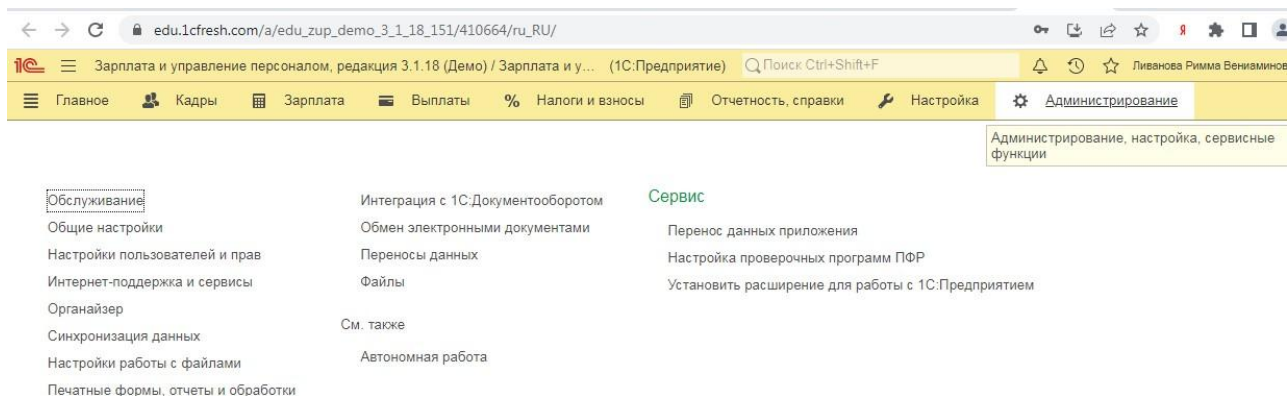 edu.1cfresh.com/a/edu_zup_demo_3_1_18_151/410664/ru_RU/
1С Зарплата и управление персоналом, редакция 3.1.18 (Демо) / Зарплата и у... (1С:Предприятие) Поиск Ctrl+Shift+F Ливанова Римма Вениаминов
Главное Кадры Зарплата Выплаты % Налоги и взносы Отчетность, справки Настройка Администрирование
Администрирование, настройка, сервисные
функции
Обслуживание
Общие настройки
Настройки пользователей и прав
Интернет-поддержка и сервисы
Органайзер
Синхронизация данных
Настройки работы с файлами
Печатные формы, отчеты и обработки
Интеграция с 1С:Документооборотом
Обмен электронными документами
Переносы данных
Файлы
См. также
Автономная работа
Сервис
Перенос данных приложения
Настройка проверочных программ ПФР
Установить расширение для работы с 1С:Предприятием